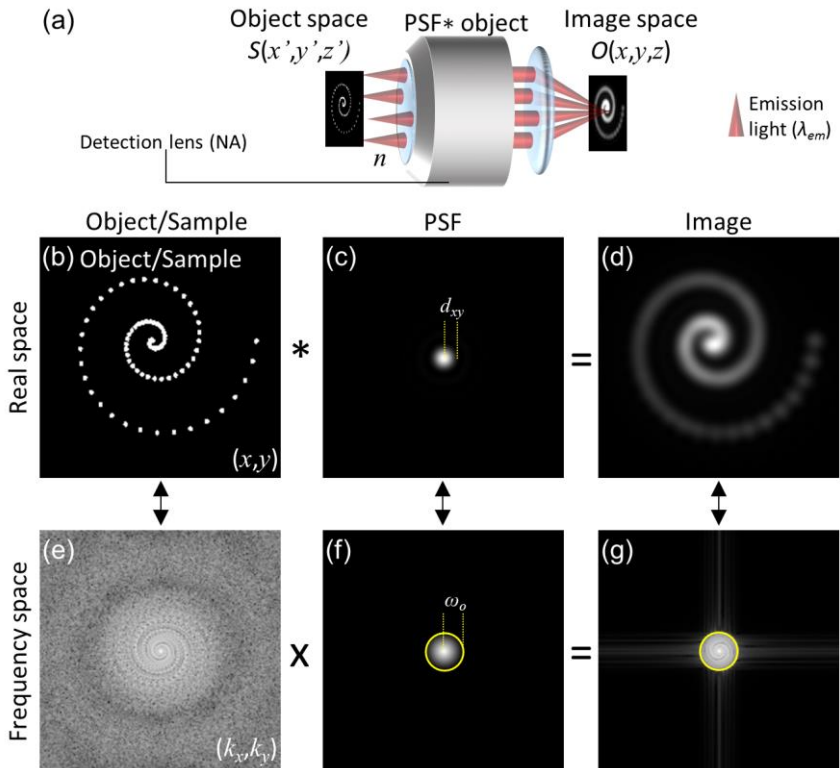 (a)
Object space
S(x',y',z')
PSF* object
Image space
O(x,y,z)
Emission
light (λem)
Detection lens (NA)
n
Object/Sample
PSF
Image
Real space
(b)
Object/Sample
(x,y)
*
(c)
dxy
=
(d)
Frequency space
(e)
(kx,ky)
x
(f)
ωo
=
(g)